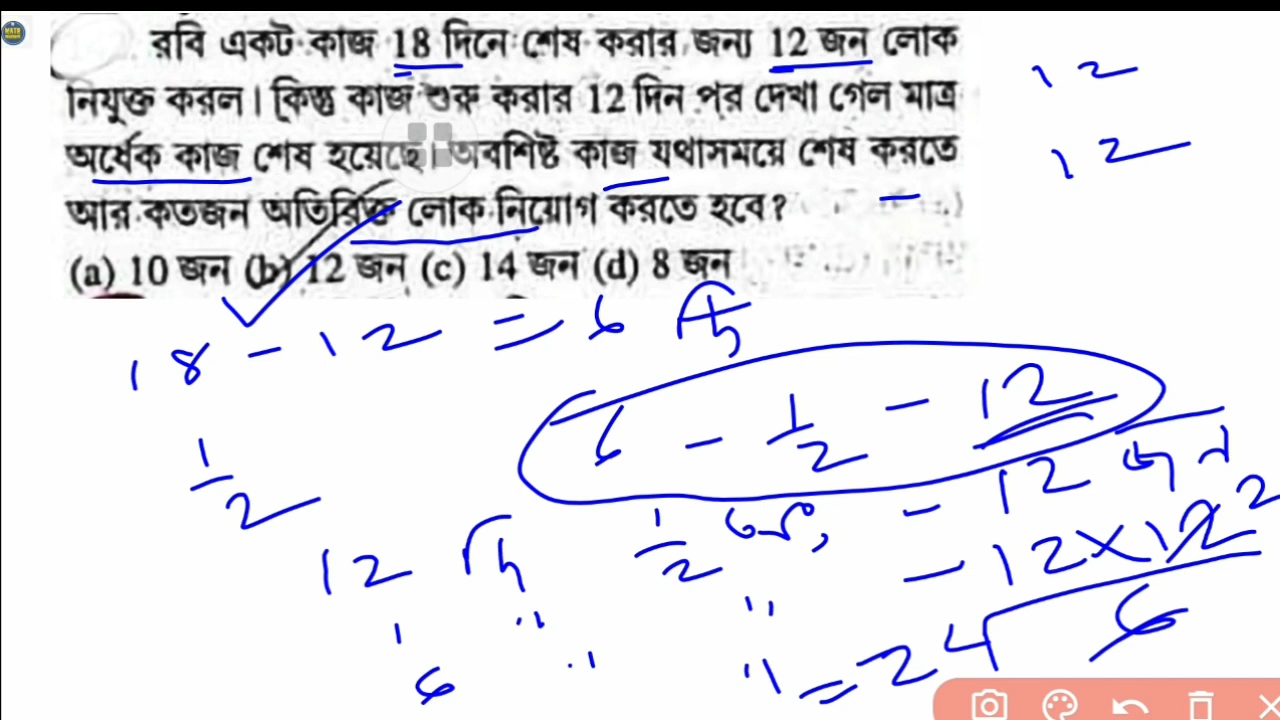 রবি একট কাজ 18 দিনে শেষ করার জন্য 12 জন লোক
নিযুক্ত করল। কিন্তু কাজ শুরু করার 12 দিন পর দেখা গেল মাত্র
অর্ধেক কাজ শেষ হয়েছে। অবশিষ্ট কাজ যথাসময়ে শেষ করতে
আর কতজন অতিরিক্ত লোক নিয়োগ করতে হবে?
(a) 10 জন (b) 12 জন (c) 14 জন (d) 8 জন
12
12
18 - 12 = 6 দি
6 - 1/2 - 12
1/2
12 দি 1/2 অংশ = 12 জন
1 " " - 12 × 12 2
6 " " = 24 6